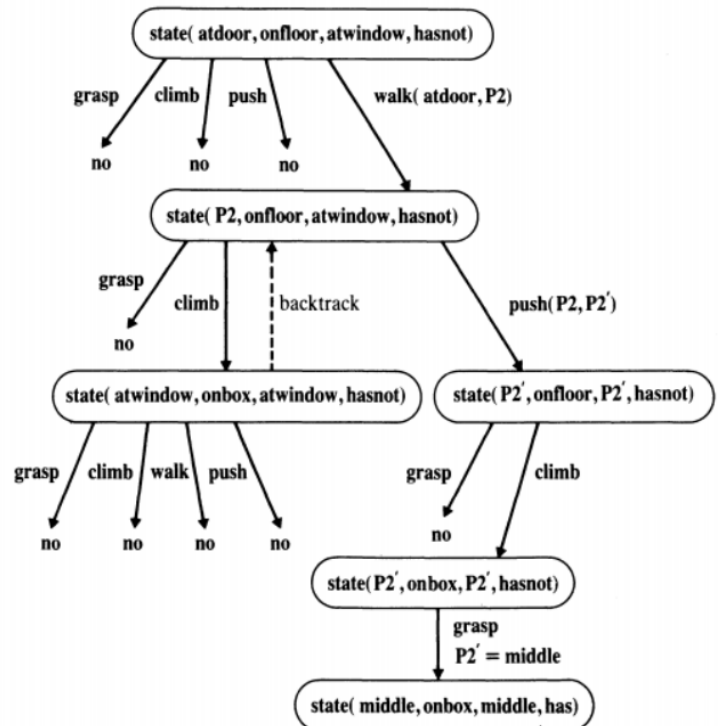 state( atdoor, onfloor, atwindow, hasnot)
grasp
climb
push
walk( atdoor, P2)
no
no
no
state( P2, onfloor, atwindow, hasnot)
grasp
climb
backtrack
push(P2, P2′)
no
state( atwindow, onbox, atwindow, hasnot)
state( P2′, onfloor, P2′, hasnot)
grasp
climb
walk
push
grasp
climb
no
no
no
no
no
state( P2′, onbox, P2′, hasnot)
grasp
P2′ = middle
state( middle, onbox, middle, has)